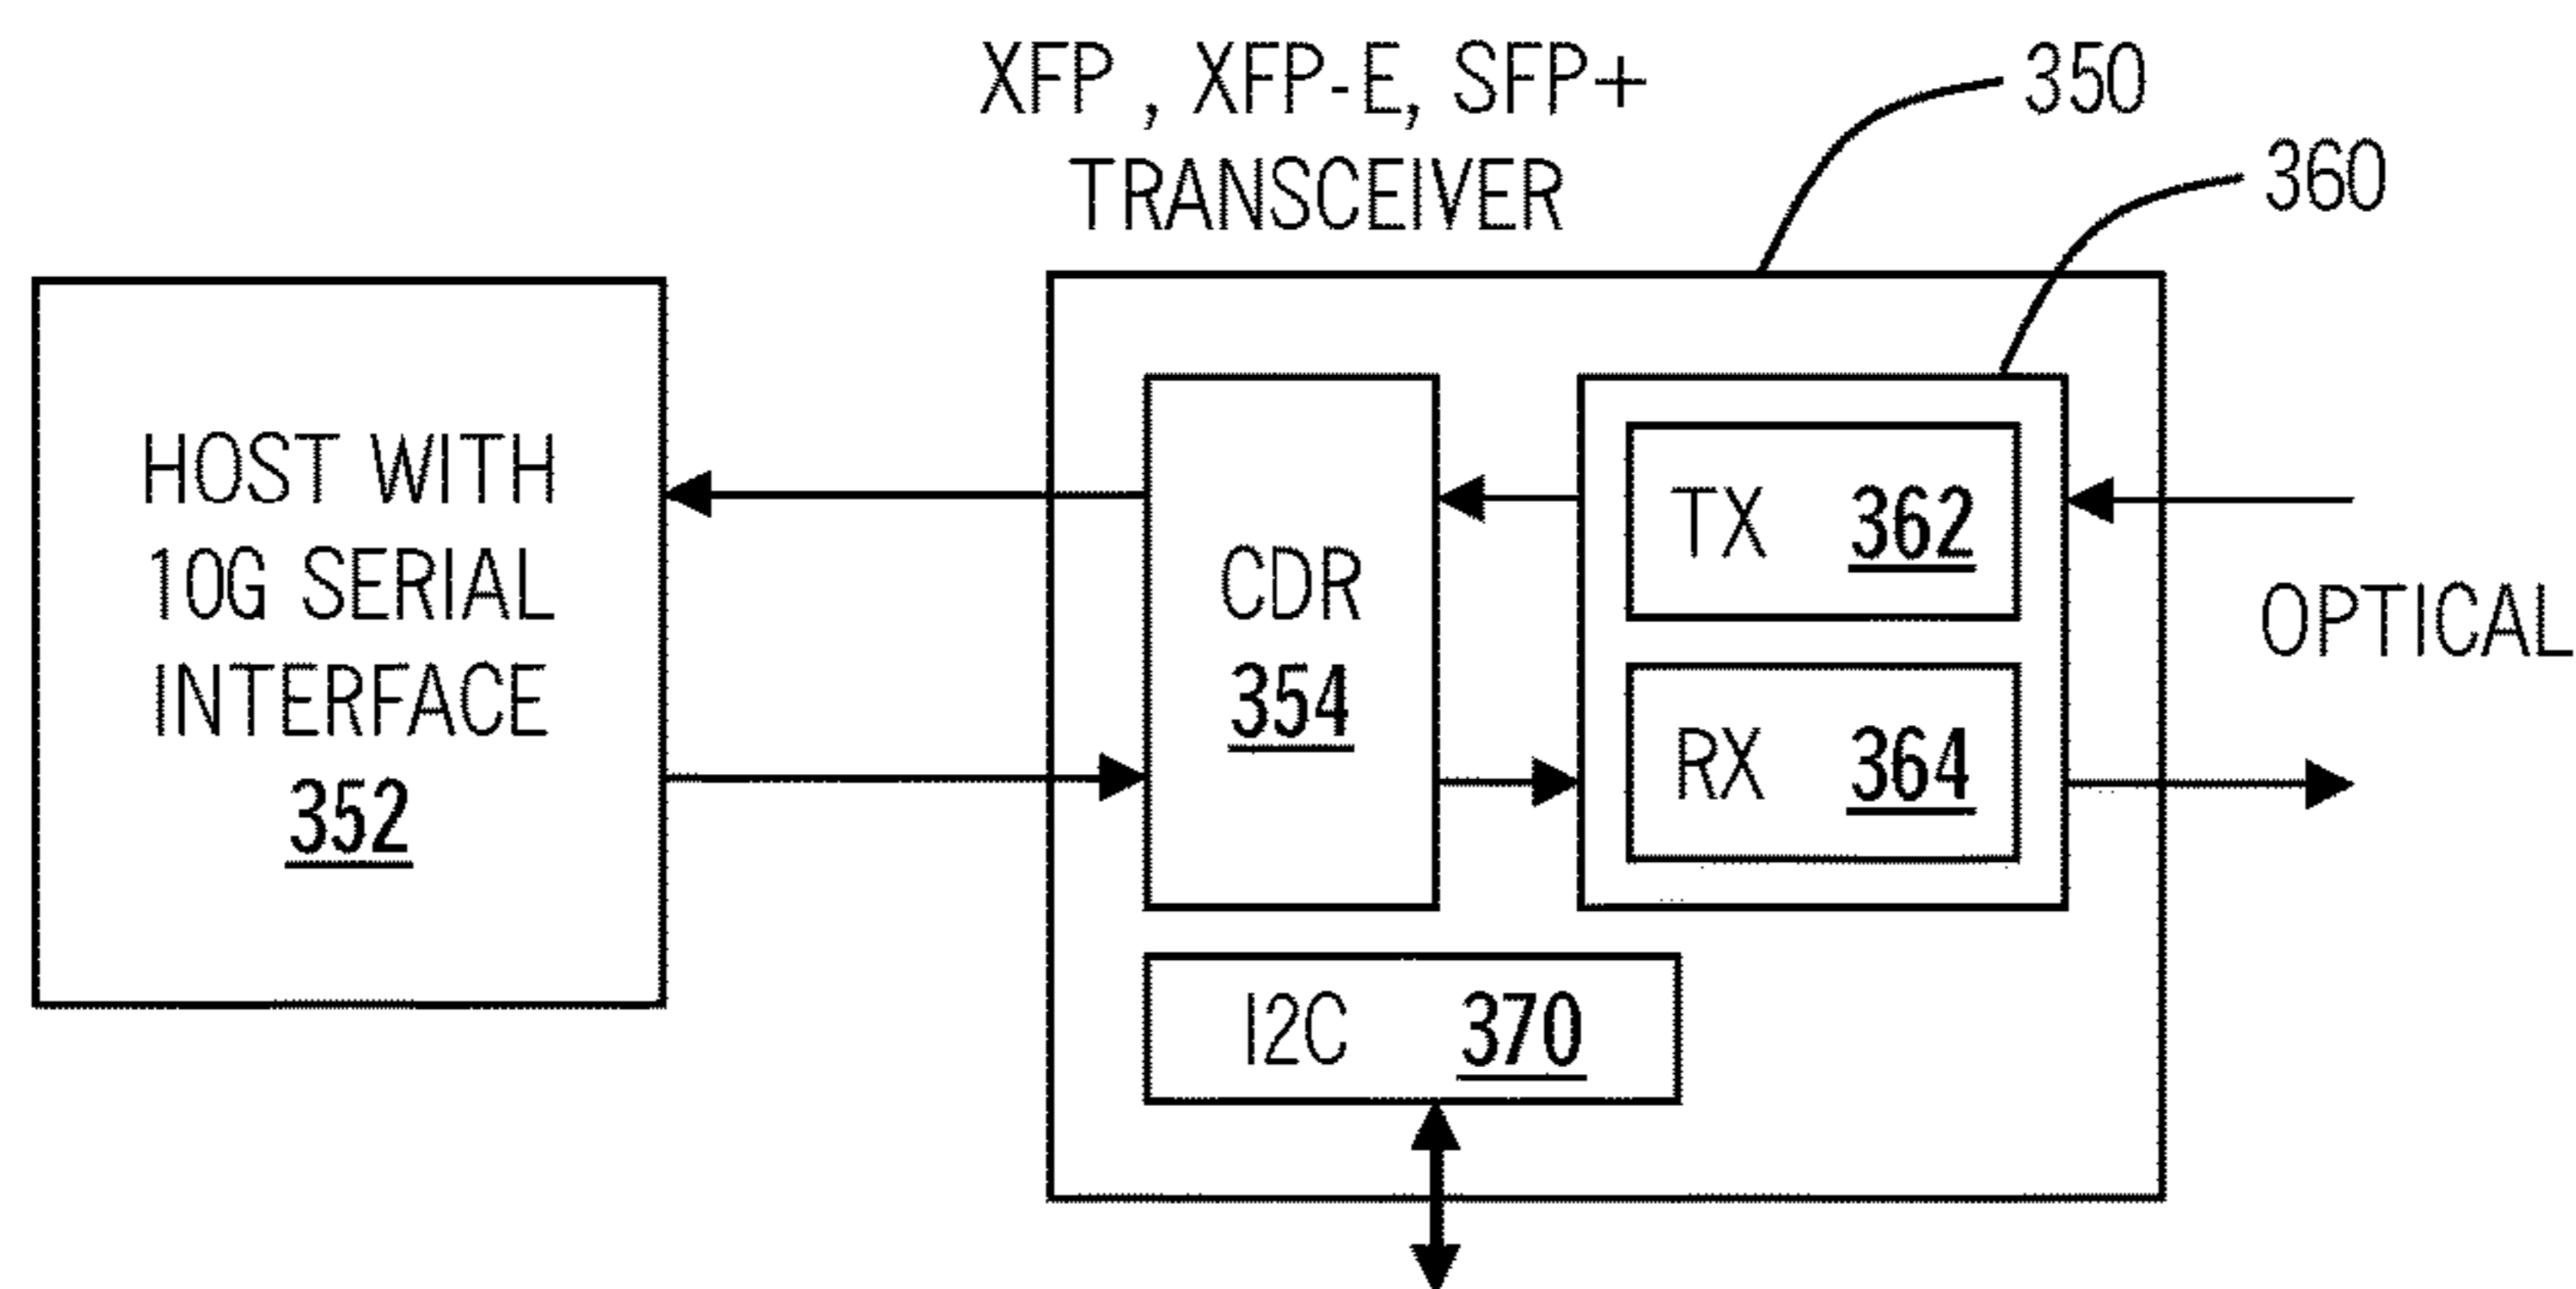 XFP , XFP-E, SFP+
TRANSCEIVER
350
360
HOST WITH
10G SERIAL
INTERFACE
352
CDR
354
TX 362
RX 364
OPTICAL
I2C 370